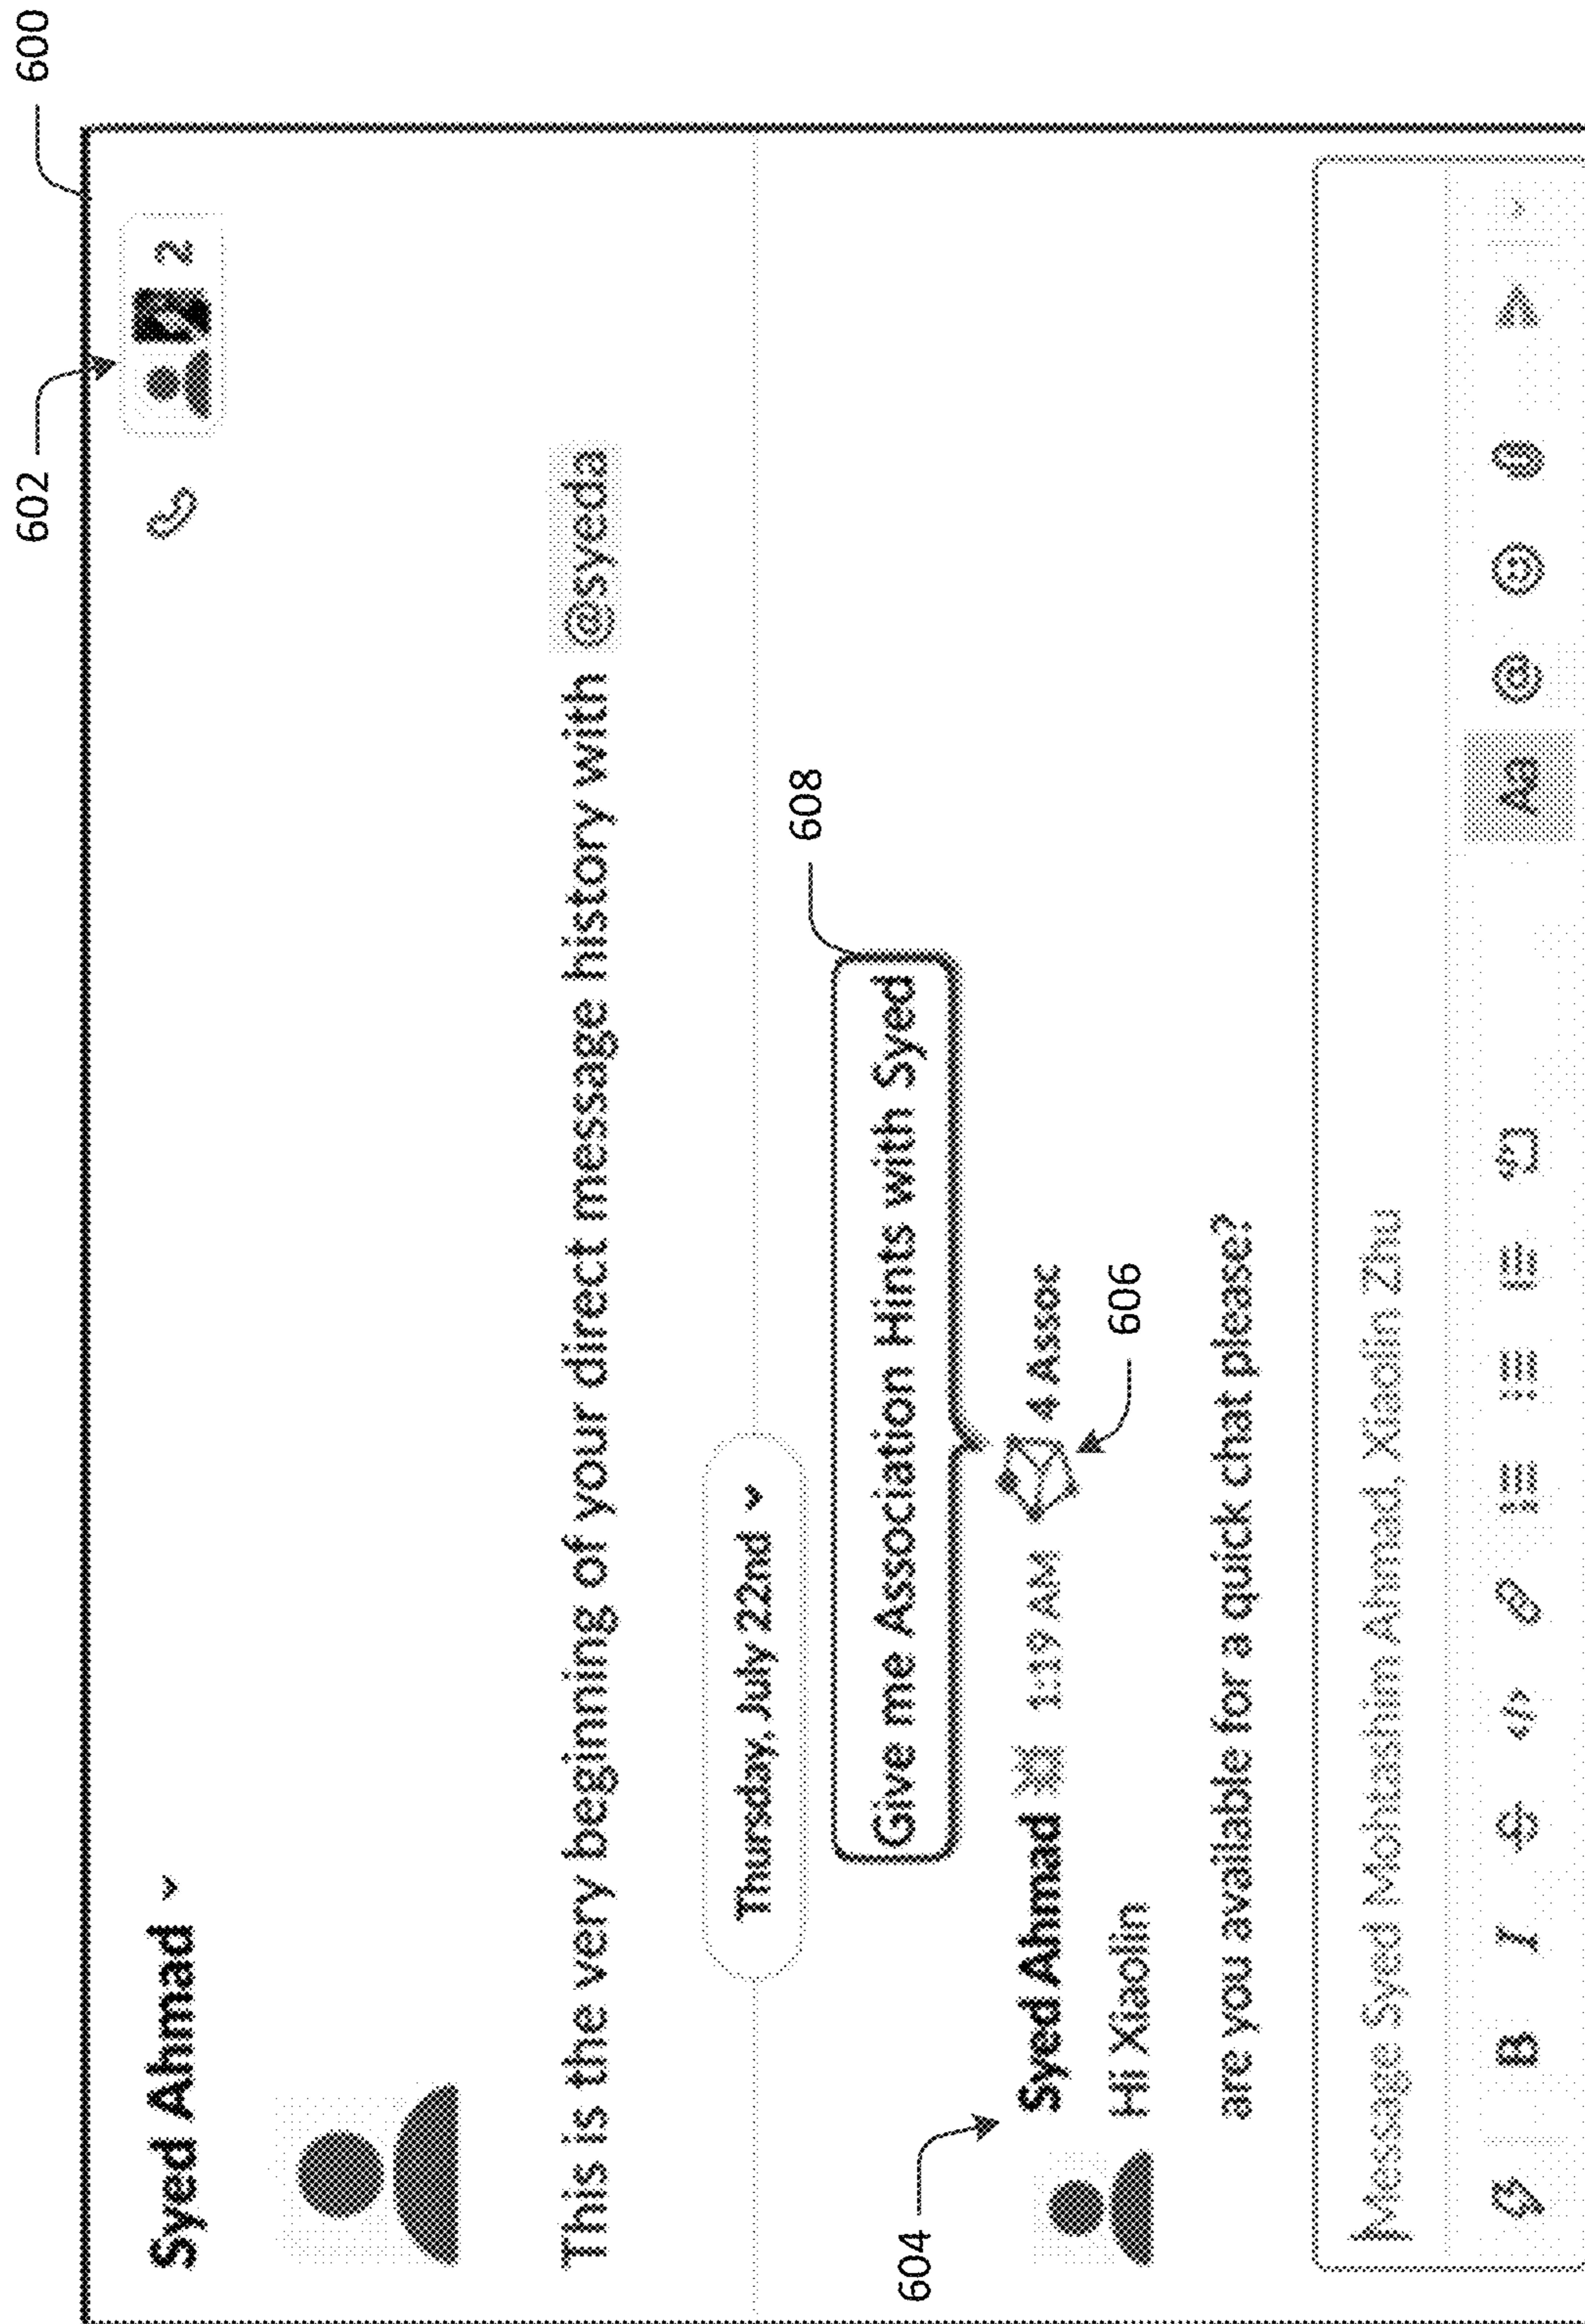 600
602
Syed Ahmad
2
This is the very beginning of your direct message history with @syeda
Thursday, July 22nd
608
Give me Association Hints with Syed
604
Syed Ahmad 1:19 AM 4 Assoc
Hi Xiaolin
606
are you available for a quick chat please?
Message Syed Mohtashim Ahmad, Xiaolin Zhu
B I S </> Aa @